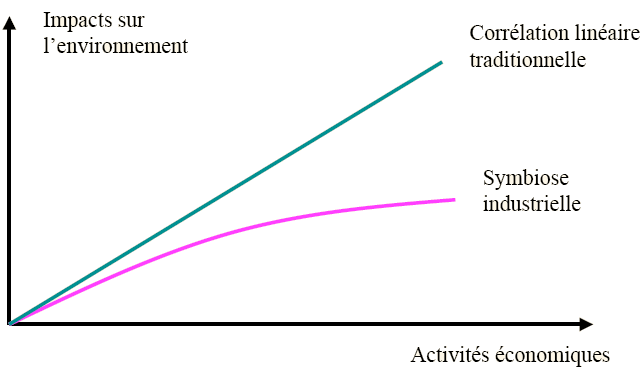 Impacts sur
l’environnement
Corrélation linéaire
traditionnelle
Symbiose
industrielle
Activités économiques